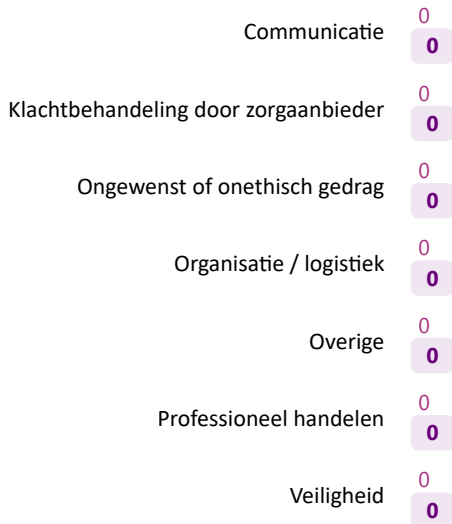 0
Communicatie
0
0
Klachtbehandeling door zorgaanbieder
0
0
Ongewenst of onethisch gedrag
0
0
Organisatie / logistiek
0
0
Overige
0
0
Professioneel handelen
0
0
Veiligheid
0